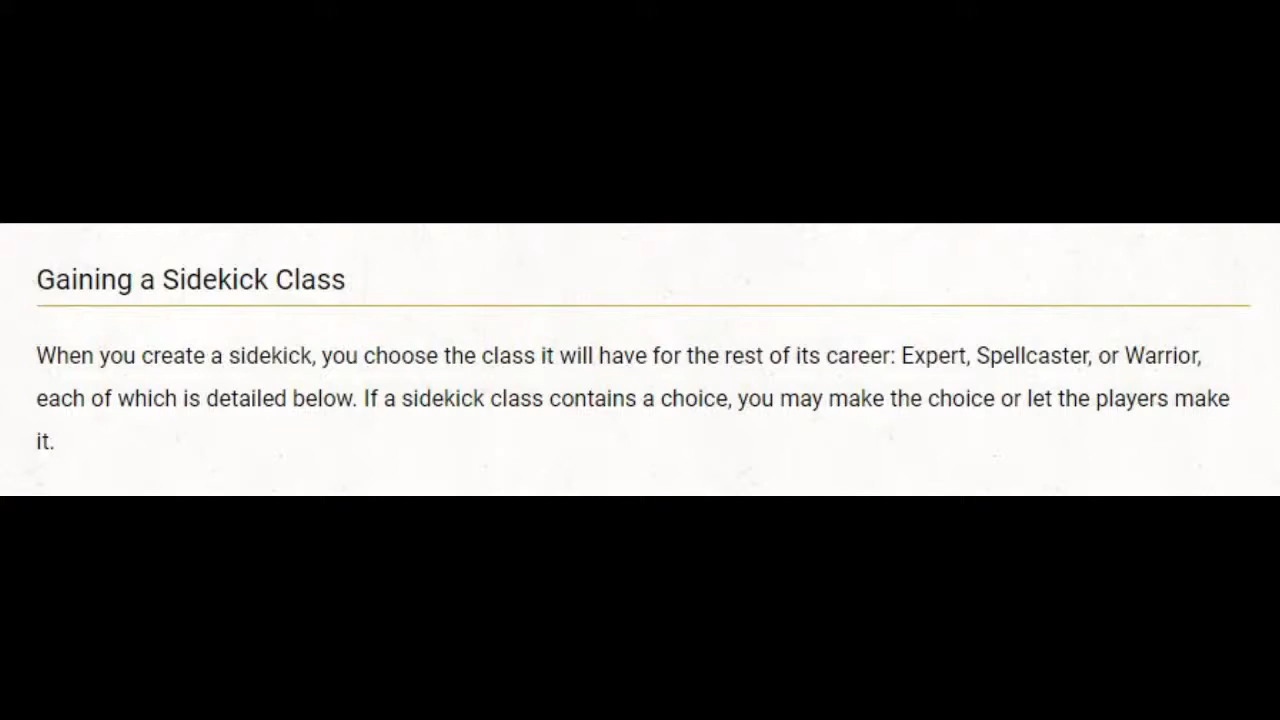 Gaining a Sidekick Class
When you create a sidekick, you choose the class it will have for the rest of its career: Expert, Spellcaster, or Warrior,
each of which is detailed below. If a sidekick class contains a choice, you may make the choice or let the players make
it.